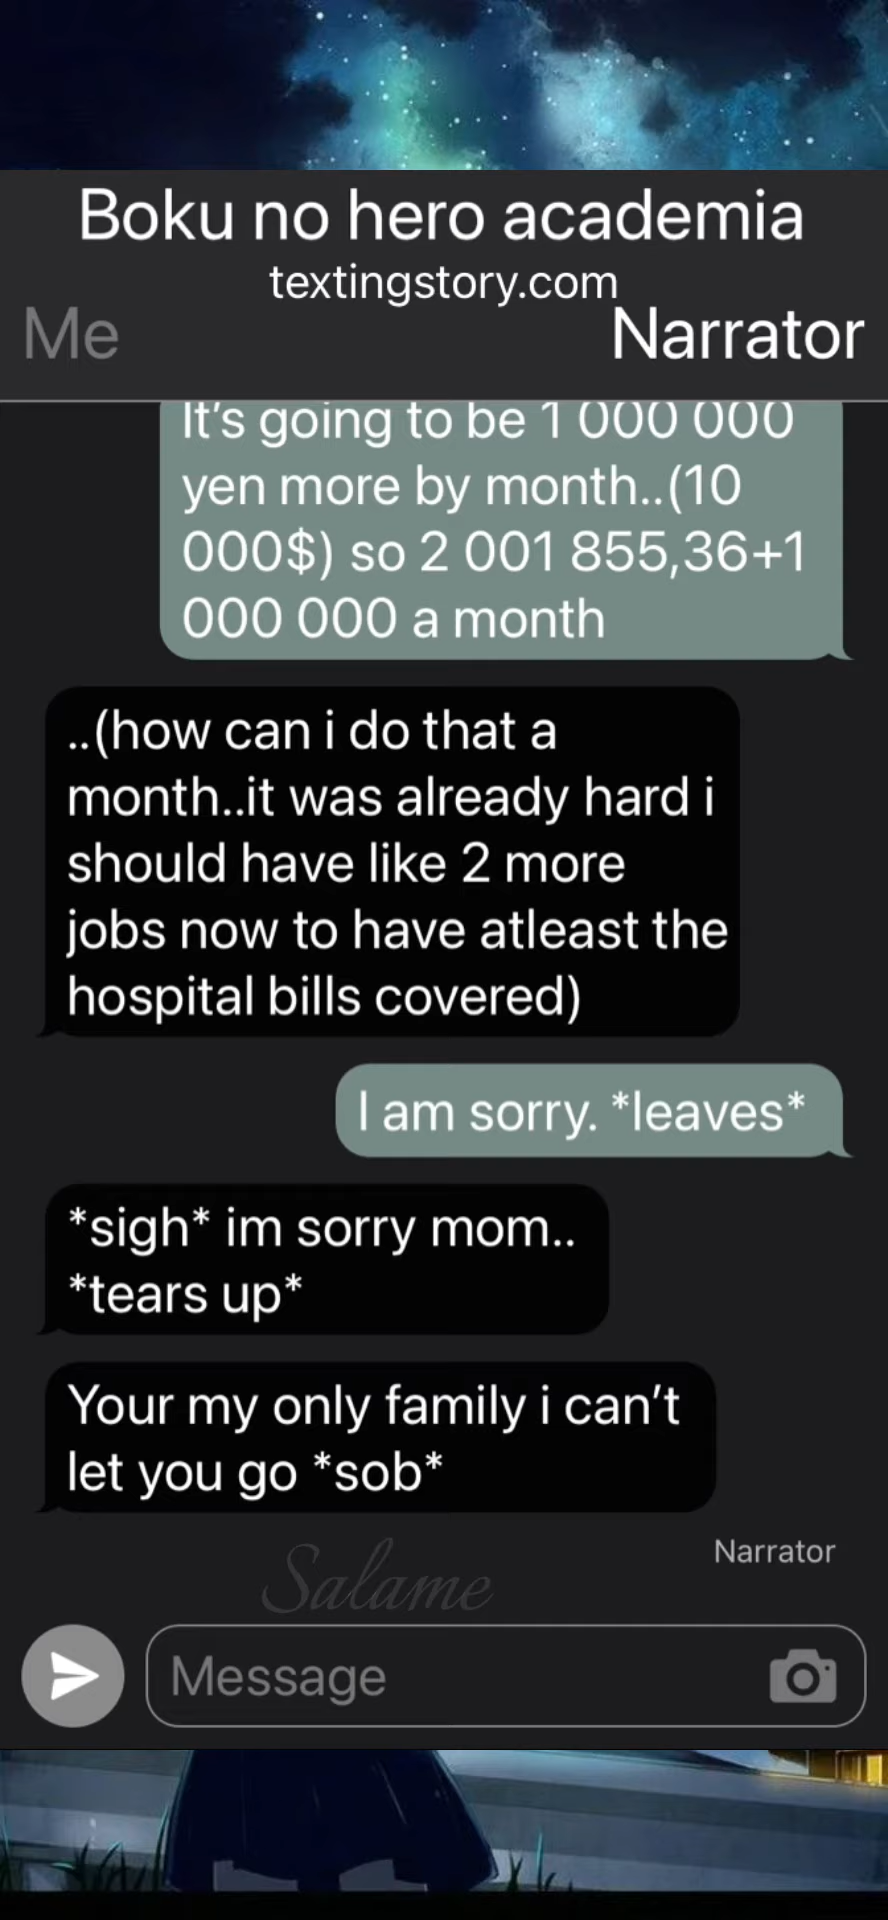 Boku no hero academia
textingstory.com
Me
Narrator
It's going to be 1 000 000
yen more by month..(10
000$) so 2 001 855,36+1
000 000 a month
..(how can i do that a
month..it was already hard i
should have like 2 more
jobs now to have atleast the
hospital bills covered)
I am sorry. *leaves*
*sigh* im sorry mom..
*tears up*
Your my only family i can't
let you go *sob*
Narrator
Salame
Message